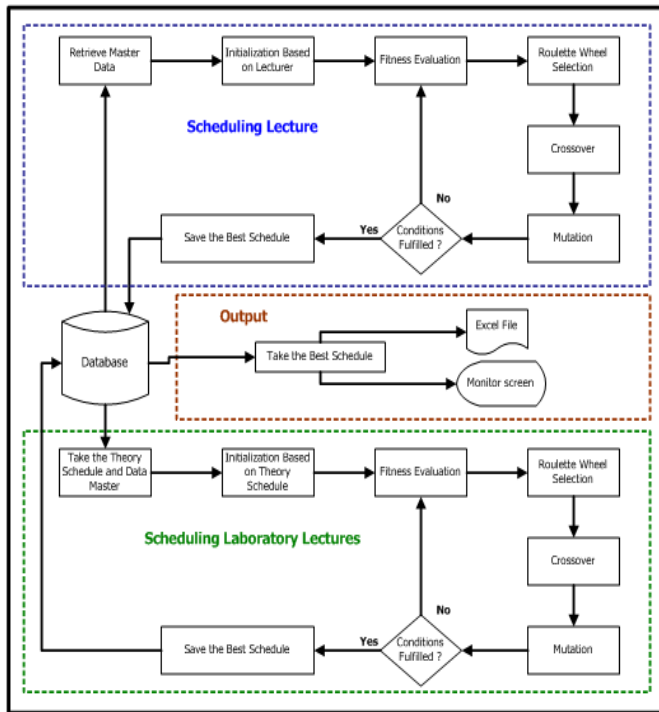 Retrieve Master
Data
Initialization Based
on Lecturer
Fitness Evaluation
Roulette Wheel
Selection
Scheduling Lecture
Crossover
No
Yes
Save the Best Schedule
Conditions
Fulfilled ?
Mutation
Output
Excel File
Database
Take the Best Schedule
Monitor screen
Take the Theory
Schedule and Data
Master
Initialization Based
on Theory
Schedule
Fitness Evaluation
Roulette Wheel
Selection
Scheduling Laboratory Lectures
Crossover
No
Yes
Save the Best Schedule
Conditions
Fulfilled ?
Mutation